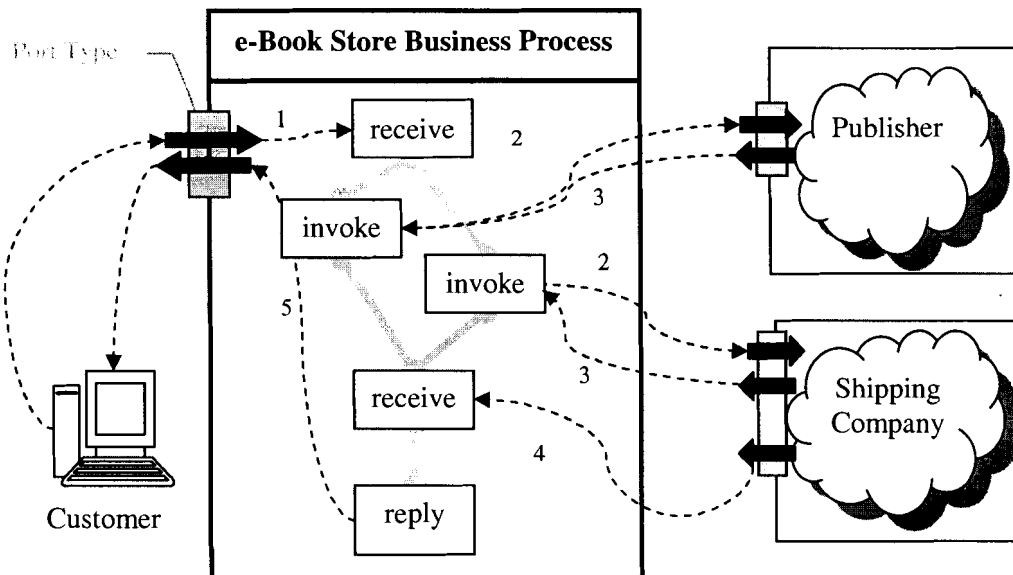 e-Book Store Business Process
Port Type
1
receive
2
Publisher
3
invoke
2
invoke
5
3
receive
Shipping
Company
4
reply
Customer